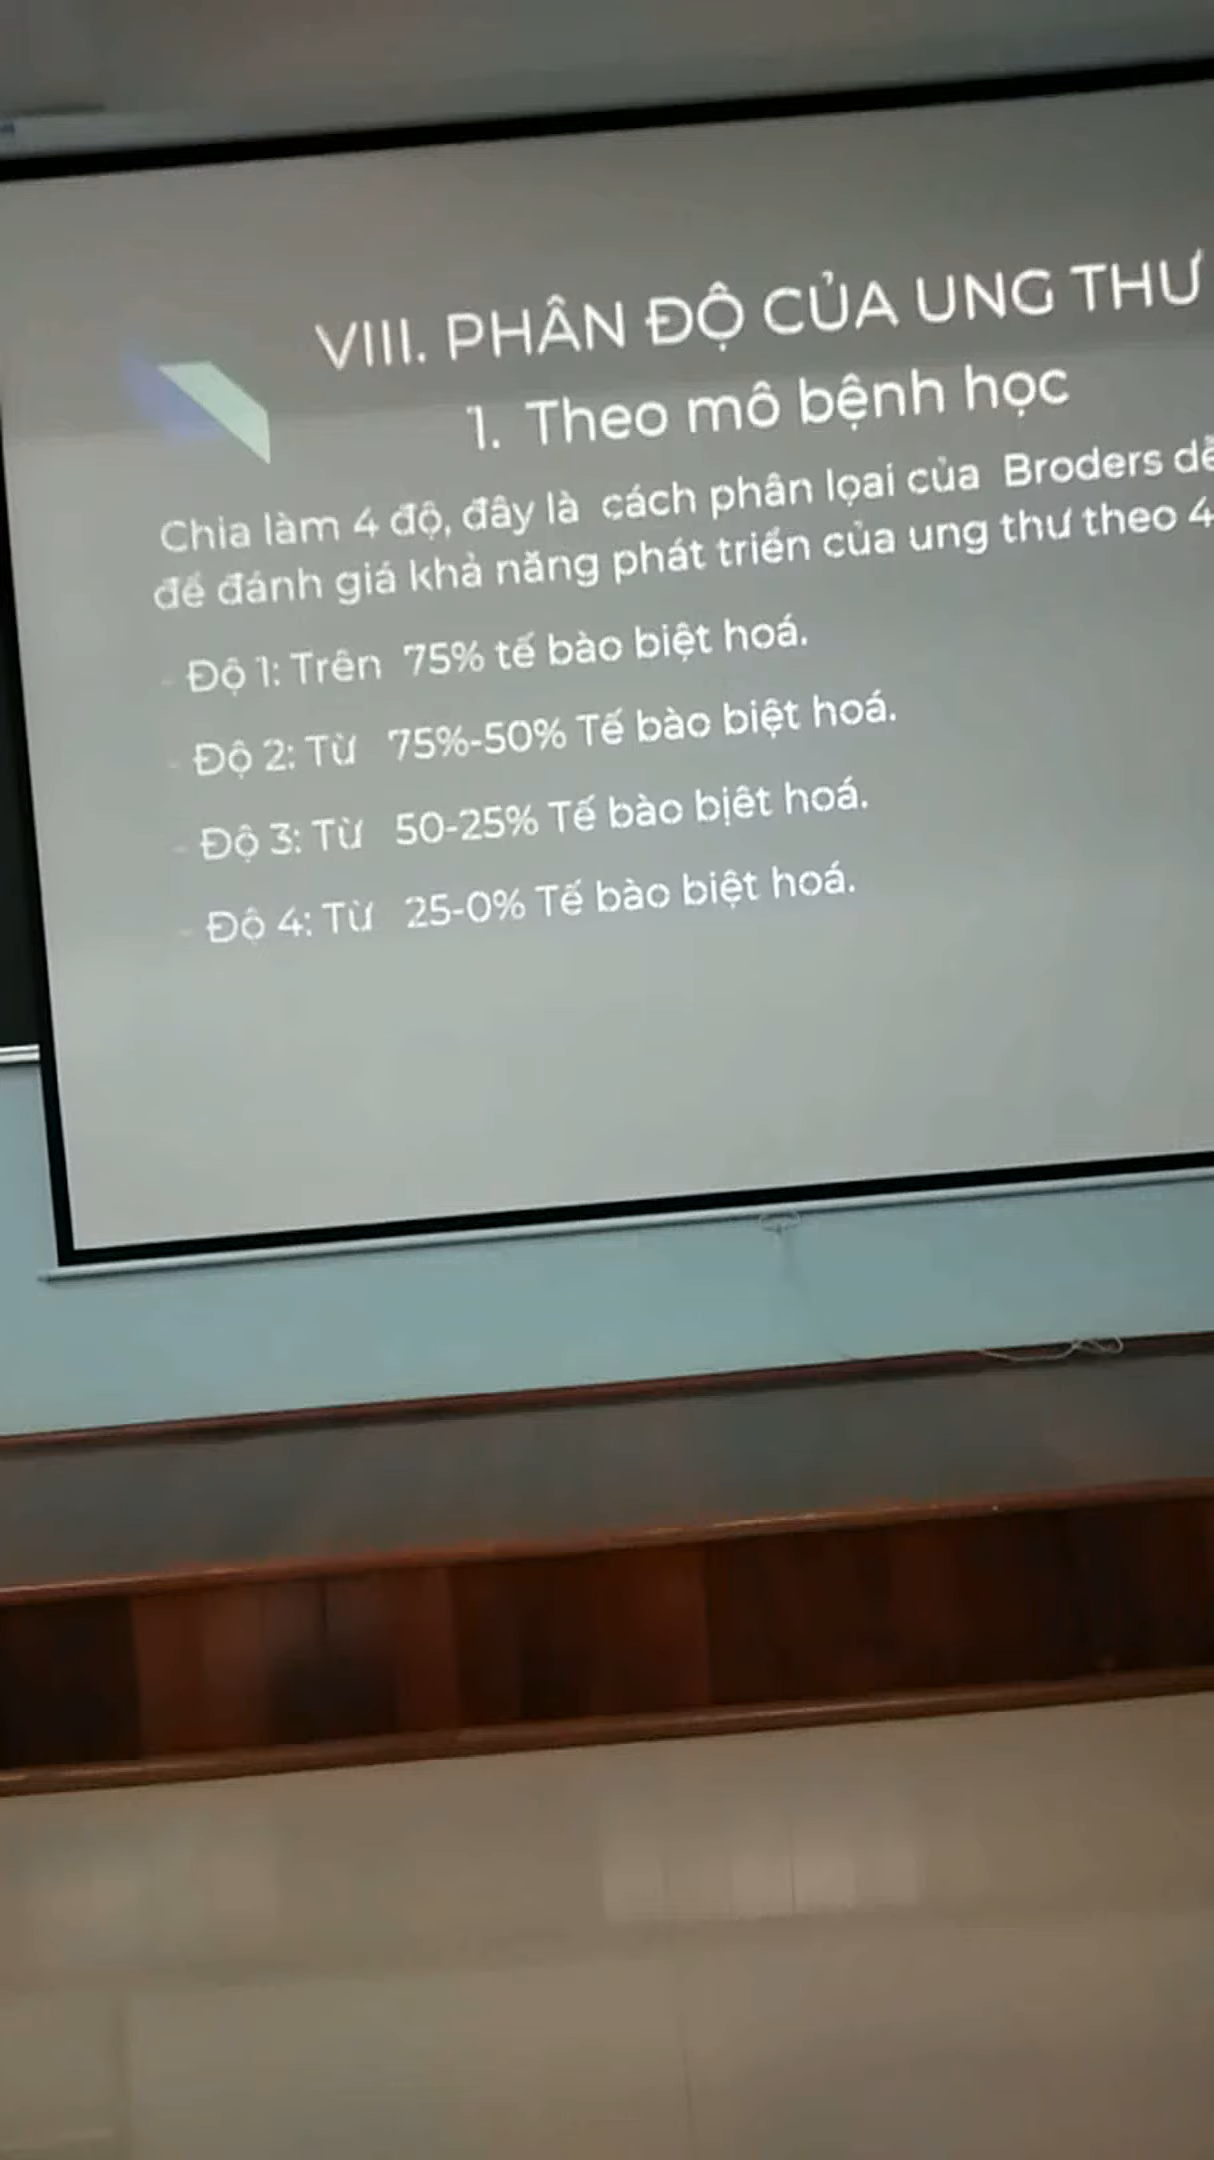 VIII. PHÂN ĐỘ CỦA UNG THƯ
1. Theo mô bệnh học
Chia làm 4 độ, đây là cách phân lọai của Broders
để đánh giá khả năng phát triển của ung thư theo 4
- Độ 1: Trên 75% tế bào biệt hoá.
- Độ 2: Từ 75%-50% Tế bào biệt hoá.
- Độ 3: Từ 50-25% Tế bào bịêt hoá.
- Độ 4: Từ 25-0% Tế bào biệt hoá.